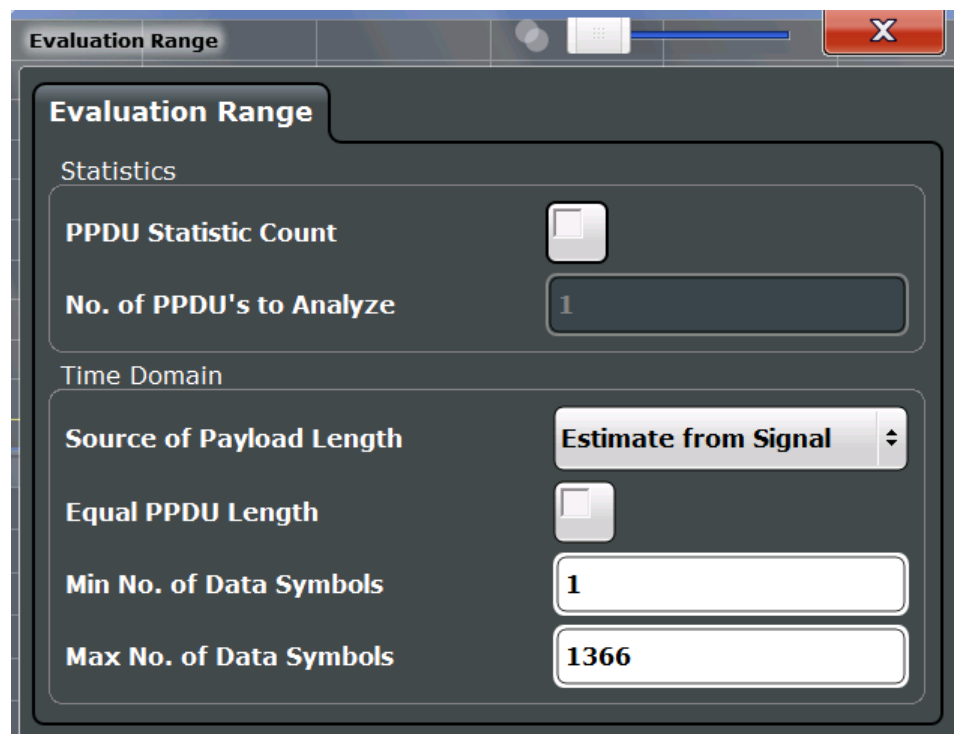 Evaluation Range
X
Evaluation Range
Statistics
PPDU Statistic Count
No. of PPDU's to Analyze
1
Time Domain
Source of Payload Length
Estimate from Signal
Equal PPDU Length
Min No. of Data Symbols
1
Max No. of Data Symbols
1366